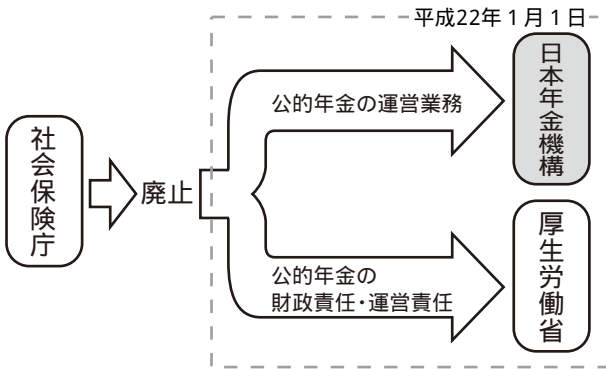 平成22年1月1日
社会保険庁
廃止
公的年金の運営業務
日本年金機構
公的年金の
財政責任・運営責任
厚生労働省